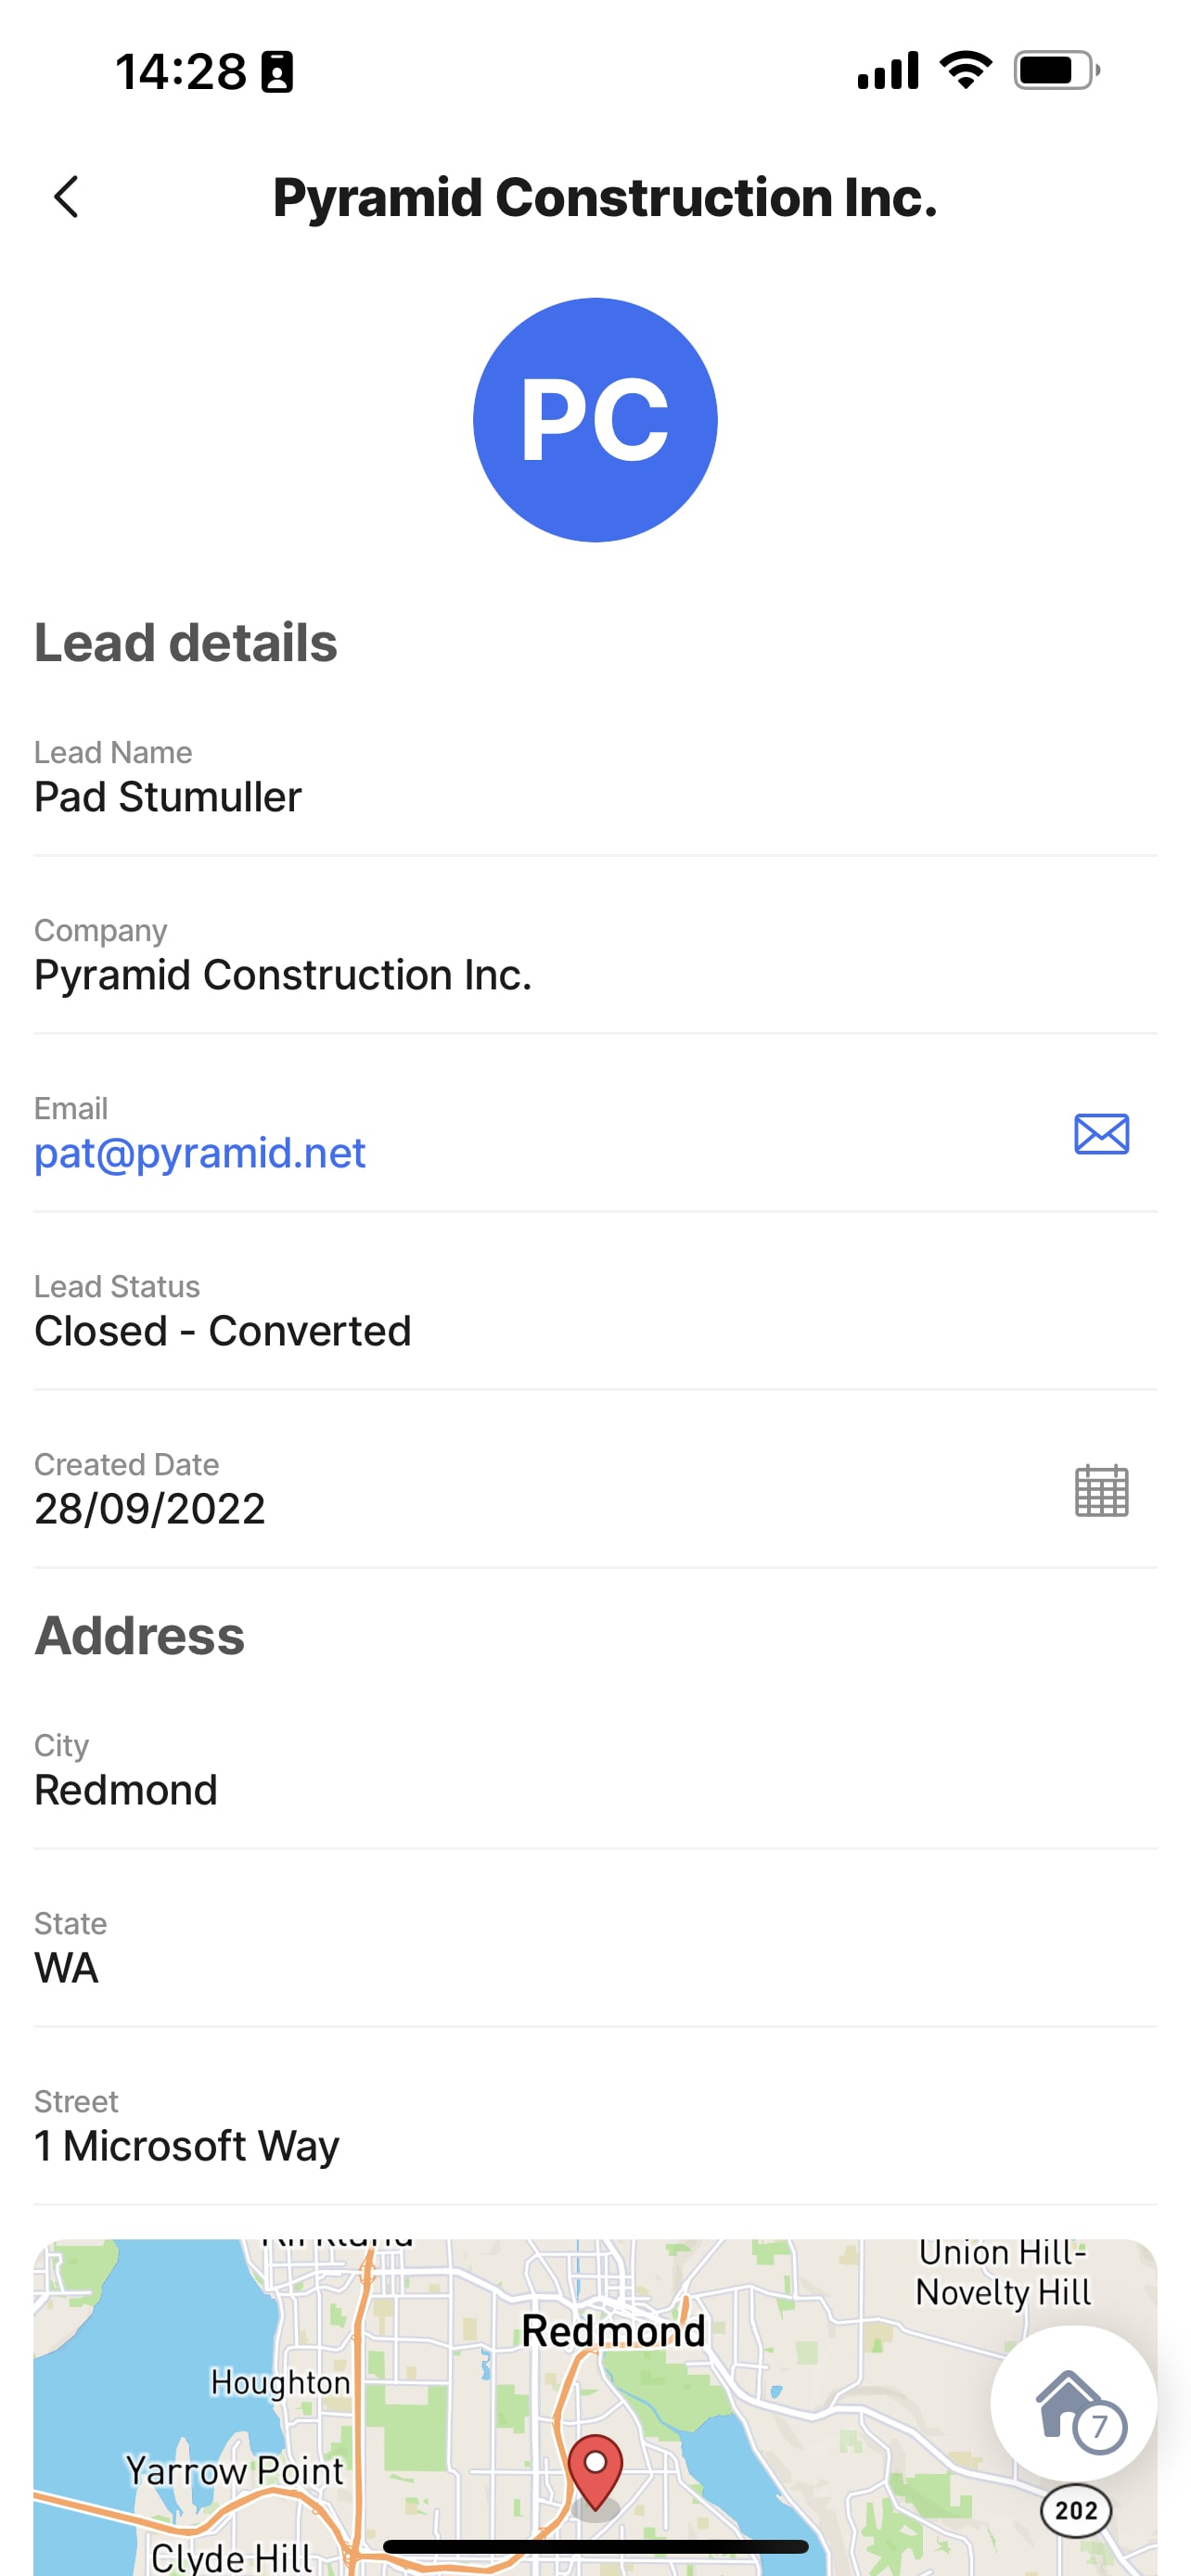 14:28
Pyramid Construction Inc.
PC
Lead details
Lead Name
Pad Stumuller
Company
Pyramid Construction Inc.
Email
pat@pyramid.net
Lead Status
Closed - Converted
Created Date
28/09/2022
Address
City
Redmond
State
WA
Street
1 Microsoft Way
Kirkland
Union Hill-
Novelty Hill
Redmond
Houghton
7
Yarrow Point
202
Clyde Hill